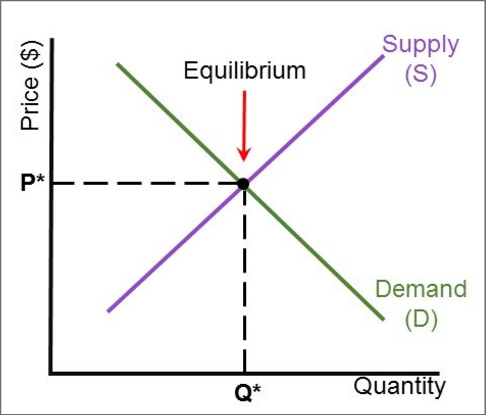 Price ($)
Supply
(S)
Equilibrium
P*
Demand
(D)
Q*
Quantity